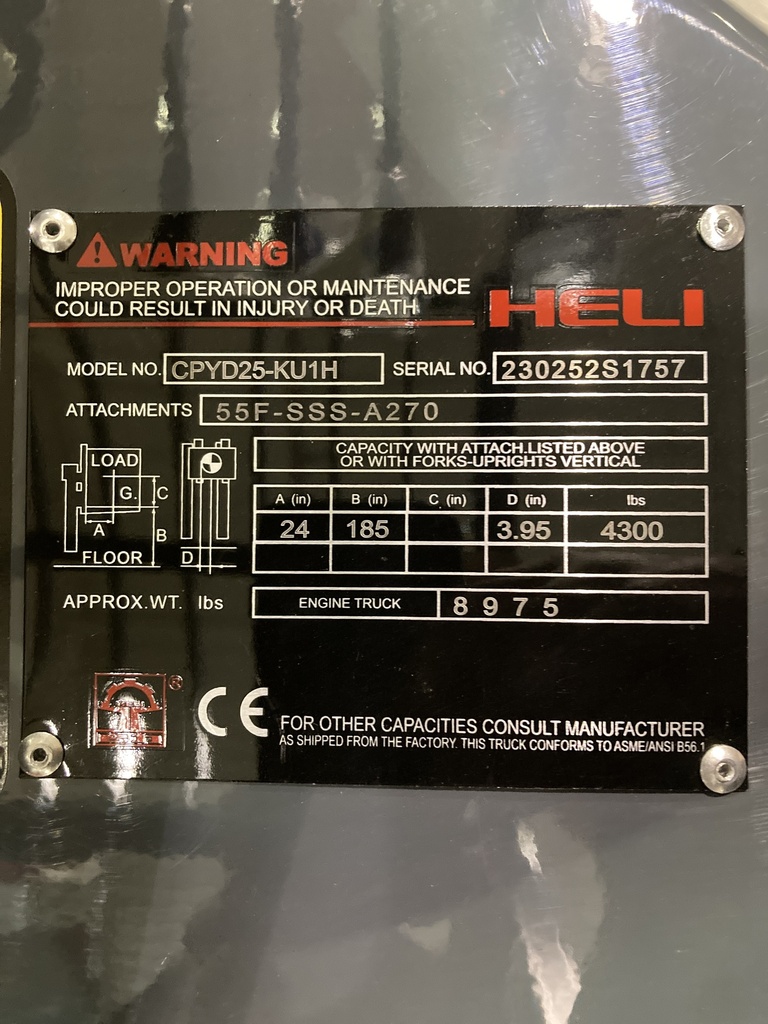 WARNING
IMPROPER OPERATION OR MAINTENANCE
COULD RESULT IN INJURY OR DEATH
HELI
MODEL NO. CPYD25-KU1H SERIAL NO. 230252S1757
ATTACHMENTS 55F-SSS-A270
CAPACITY WITH ATTACH.LISTED ABOVE
OR WITH FORKS-UPRIGHTS VERTICAL
LOAD
G. C
A B
FLOOR D
A (in) B (in) C (in) D (in) lbs
24 185 3.95 4300
APPROX.WT. lbs ENGINE TRUCK 8975
® CE
FOR OTHER CAPACITIES CONSULT MANUFACTURER
AS SHIPPED FROM THE FACTORY. THIS TRUCK CONFORMS TO ASME/ANSI B56.1